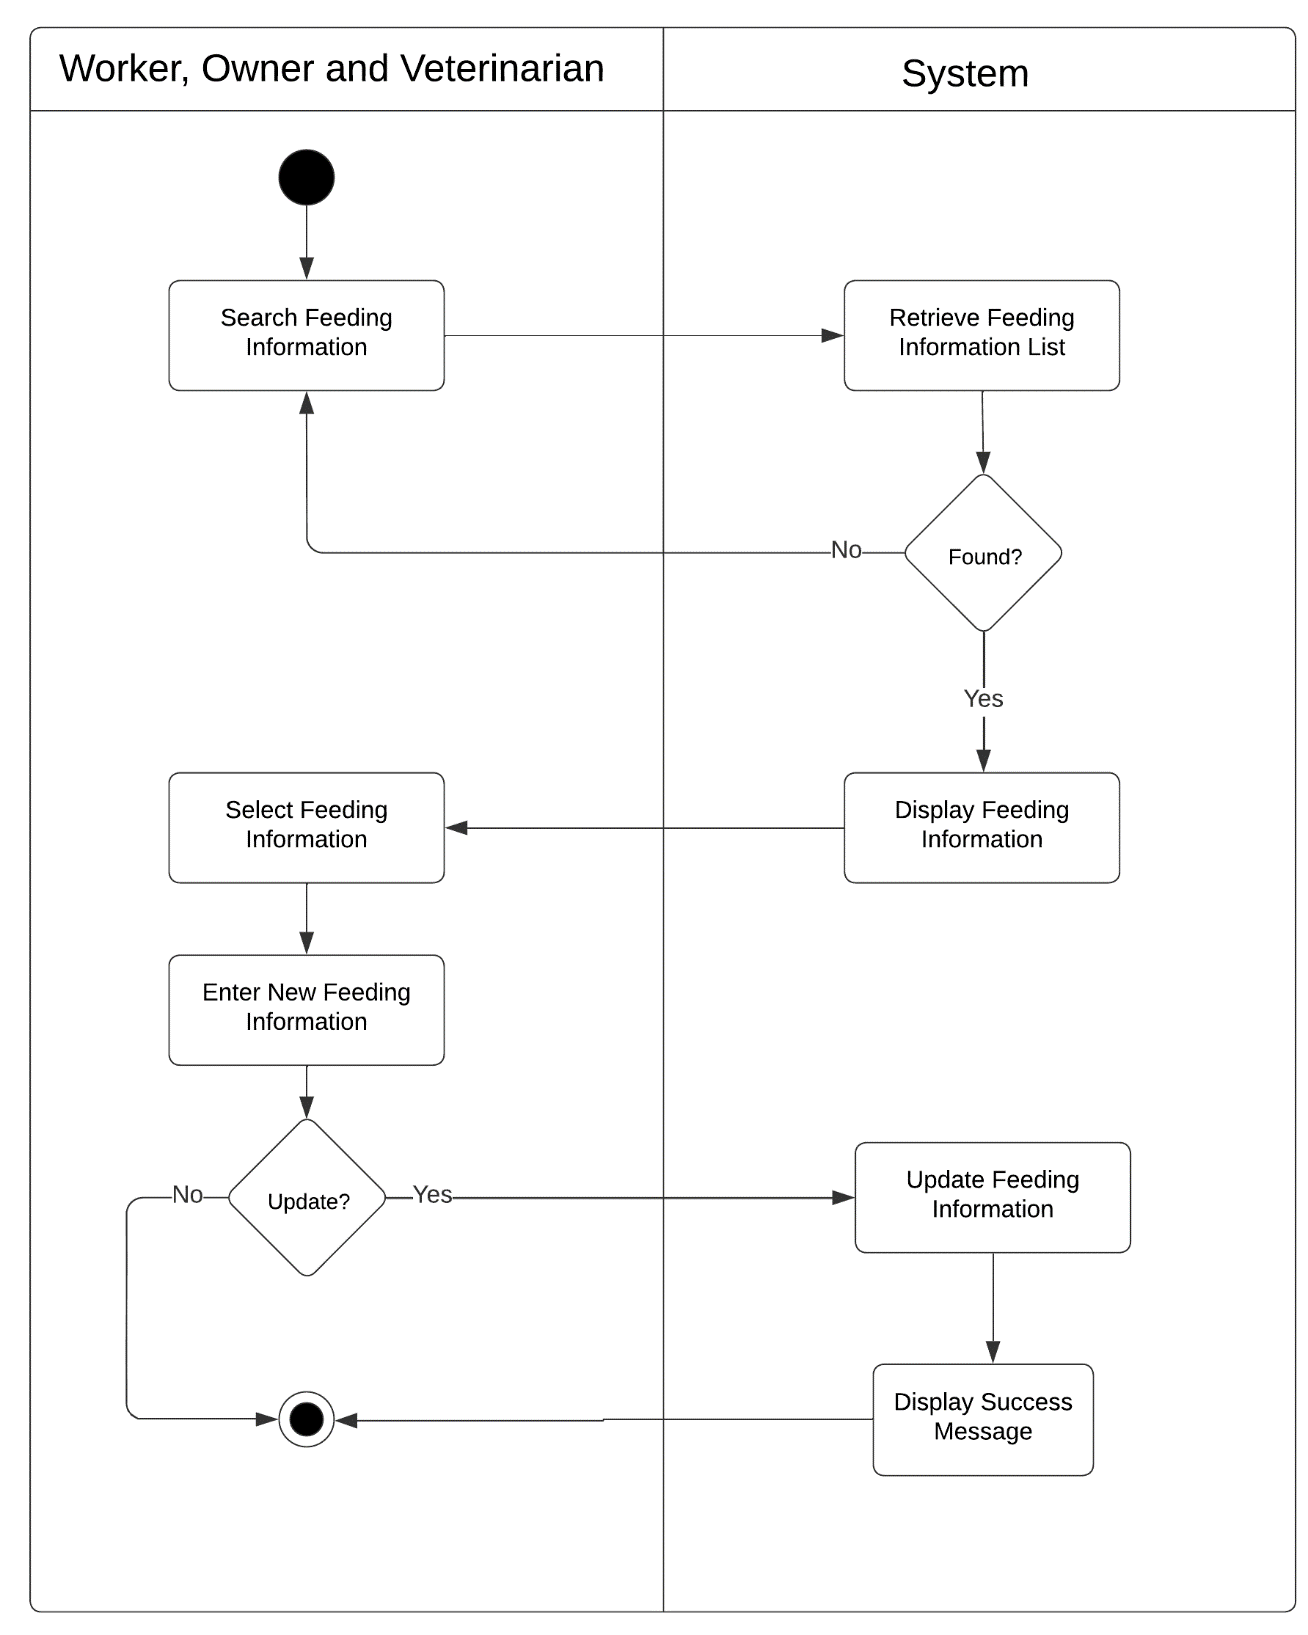 Worker, Owner and Veterinarian
System
Search Feeding
Information
Retrieve Feeding
Information List
Found?
No
Yes
Display Feeding
Information
Select Feeding
Information
Enter New Feeding
Information
Update?
No
Yes
Update Feeding
Information
Display Success
Message